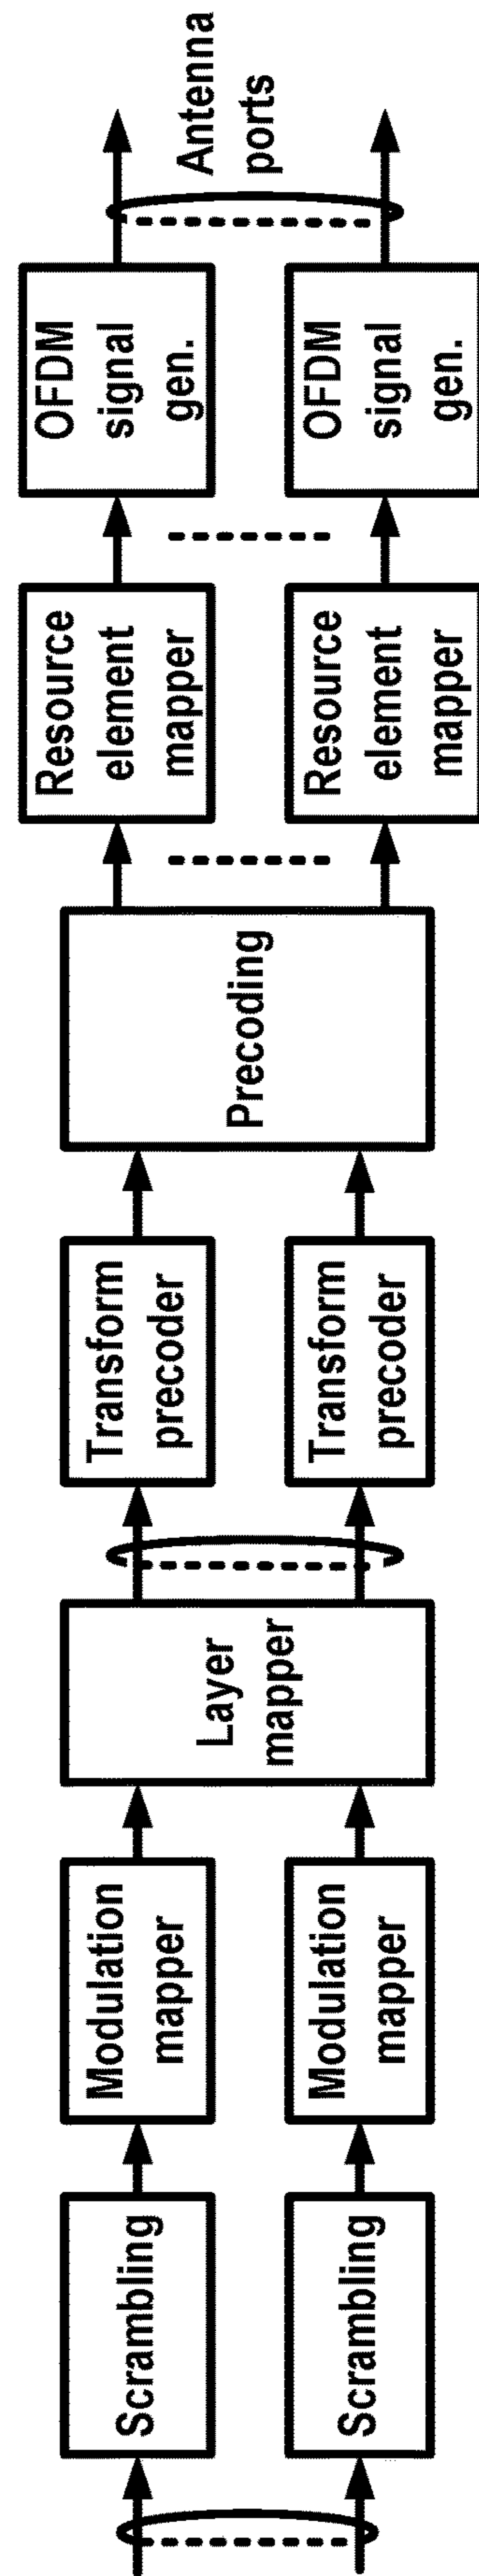 Scrambling
Scrambling
Modulation
mapper
Modulation
mapper
Layer
mapper
Transform
precoder
Transform
precoder
Precoding
Resource
element
mapper
Resource
element
mapper
OFDM
signal
gen.
OFDM
signal
gen.
Antenna
ports